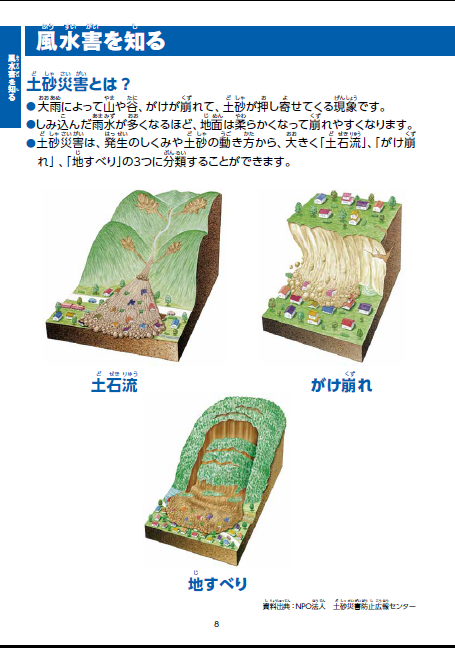 風水害を知る
風水害を知る
土砂災害とは？
●大雨によって山や谷、がけが崩れて、土砂が押し寄せてくる現象です。
●しみ込んだ雨水が多くなるほど、地面は柔らかくなって崩れやすくなります。
●土砂災害は、発生のしくみや土砂の動き方から、大きく「土石流」、「がけ崩
れ」、「地すべり」の3つに分類することができます。
土石流
がけ崩れ
地すべり
資料出典：NPO法人　土砂災害防止広報センター
8